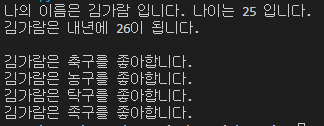 나의 이름은 김가람 입니다. 나이는 25 입니다.
김가람은 내년에 26이 됩니다.
김가람은 축구를 좋아합니다.
김가람은 농구를 좋아합니다.
김가람은 탁구를 좋아합니다.
김가람은 족구를 좋아합니다.